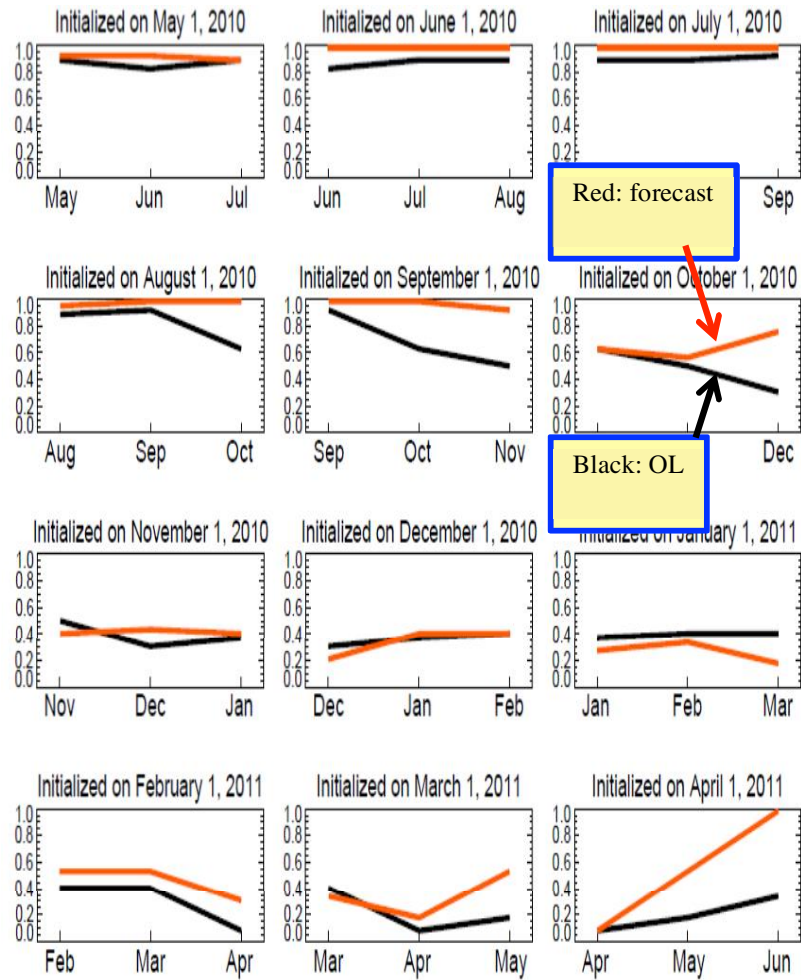 Initialized on May 1, 2010
1.0
0.8
0.6
0.4
0.2
0.0
May Jun Jul
Initialized on June 1, 2010
1.0
0.8
0.6
0.4
0.2
0.0
Jun Jul Aug
Initialized on July 1, 2010
1.0
0.8
0.6
0.4
0.2
0.0
Sep
Red: forecast
Initialized on August 1, 2010
1.0
0.8
0.6
0.4
0.2
0.0
Aug Sep Oct
Initialized on September 1, 2010
1.0
0.8
0.6
0.4
0.2
0.0
Sep Oct Nov
Initialized on October 1, 2010
1.0
0.8
0.6
0.4
0.2
0.0
Dec
Black: OL
Initialized on November 1, 2010
1.0
0.8
0.6
0.4
0.2
0.0
Nov Dec Jan
Initialized on December 1, 2010
1.0
0.8
0.6
0.4
0.2
0.0
Dec Jan Feb
Initialized on January 1, 2011
1.0
0.8
0.6
0.4
0.2
0.0
Jan Feb Mar
Initialized on February 1, 2011
1.0
0.8
0.6
0.4
0.2
0.0
Feb Mar Apr
Initialized on March 1, 2011
1.0
0.8
0.6
0.4
0.2
0.0
Mar Apr May
Initialized on April 1, 2011
1.0
0.8
0.6
0.4
0.2
0.0
Apr May Jun